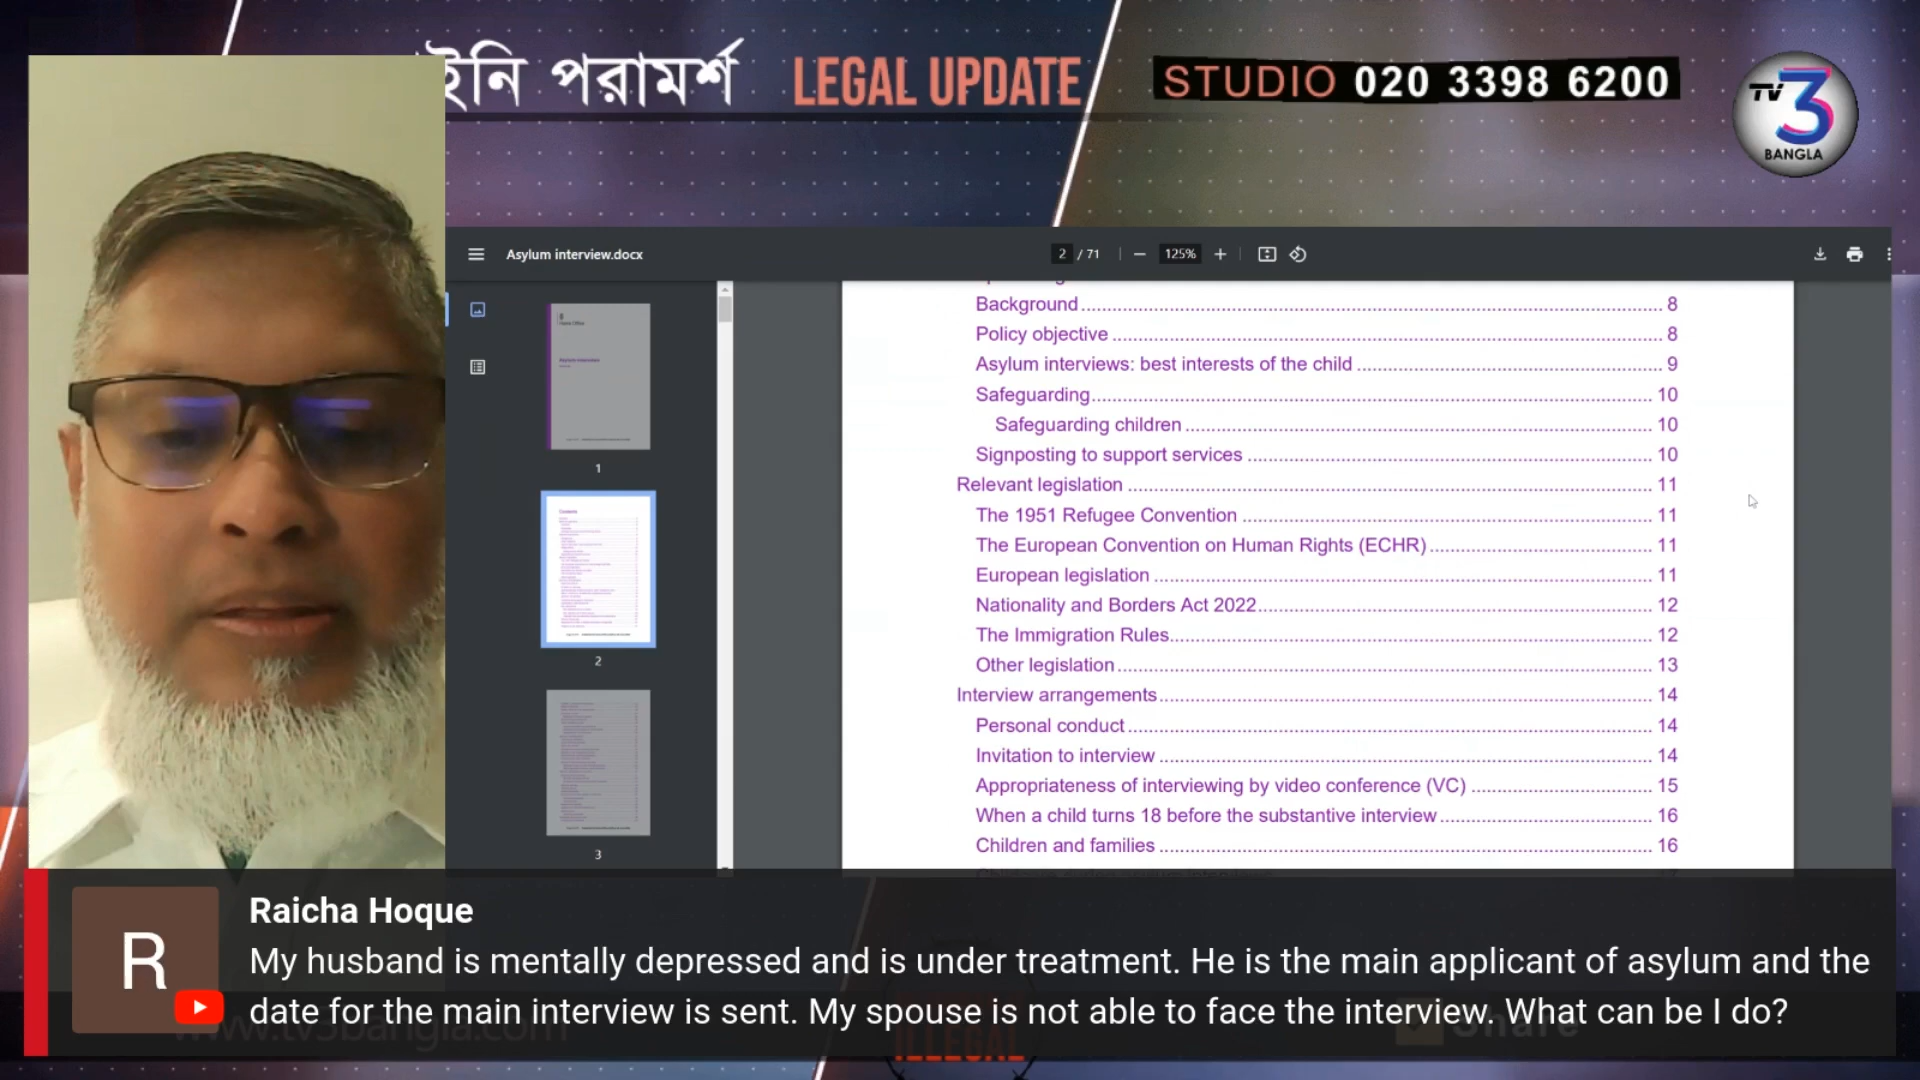 ইনি পরামর্শ LEGAL UPDATE
STUDIO 020 3398 6200
TV 3 BANGLA
Asylum interview.docx
2 / 71
125%
1
2
3
Background 8
Policy objective 8
Asylum interviews: best interests of the child 9
Safeguarding 10
Safeguarding children 10
Signposting to support services 10
Relevant legislation 11
The 1951 Refugee Convention 11
The European Convention on Human Rights (ECHR) 11
European legislation 11
Nationality and Borders Act 2022 12
The Immigration Rules 12
Other legislation 13
Interview arrangements 14
Personal conduct 14
Invitation to interview 14
Appropriateness of interviewing by video conference (VC) 15
When a child turns 18 before the substantive interview 16
Children and families 16
R
Raicha Hoque
My husband is mentally depressed and is under treatment. He is the main applicant of asylum and the
date for the main interview is sent. My spouse is not able to face the interview. What can be I do?
www.tv3bangla.com
Share
ILLEGAL